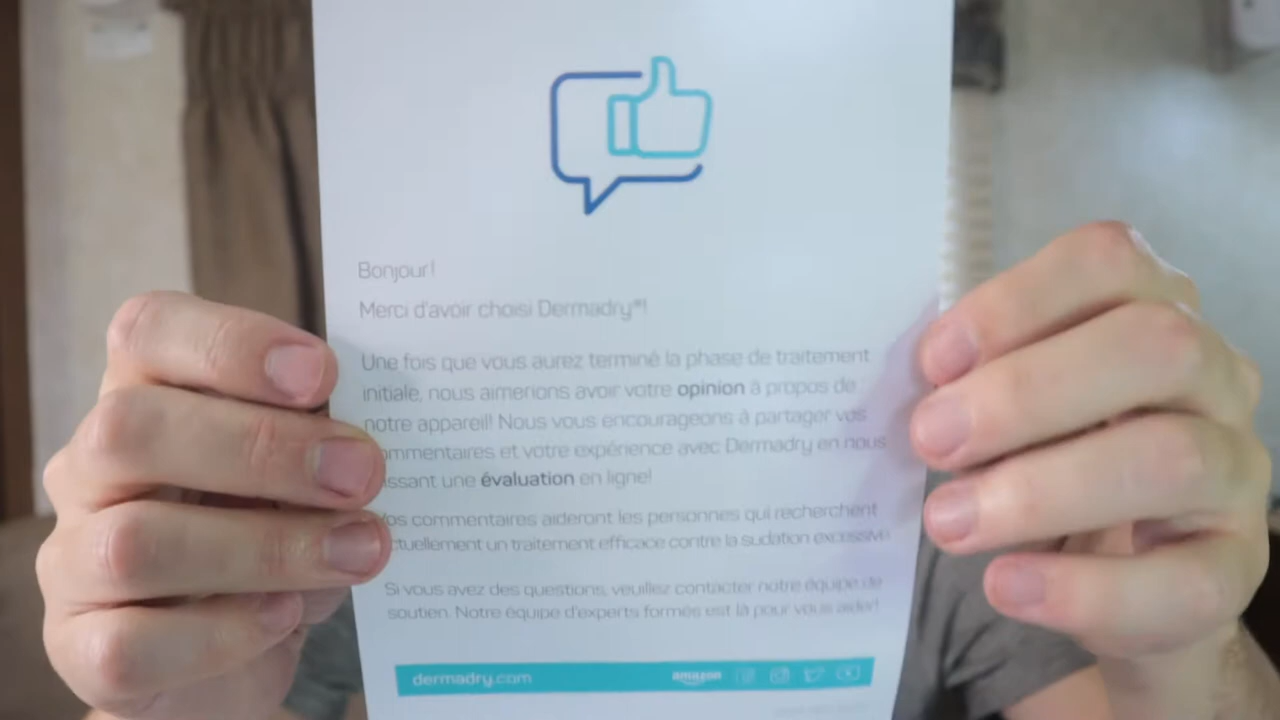 Bonjour!
Merci d'avoir choisi Dermadry®!
Une fois que vous aurez terminé la phase de traitement
initiale, nous aimerions avoir votre opinion à propos de
notre appareil! Nous vous encourageons à partager vos
ommentaires et votre expérience avec Dermadry en nous
issant une évaluation en ligne!
Vos commentaires aideront les personnes qui recherchent
ctuellement un traitement efficace contre la sudation excessive
Si vous avez des questions, veuillez contacter notre équipe de
soutien. Notre équipe d'experts formés est là pour vous aider!
dermadry.com amazon